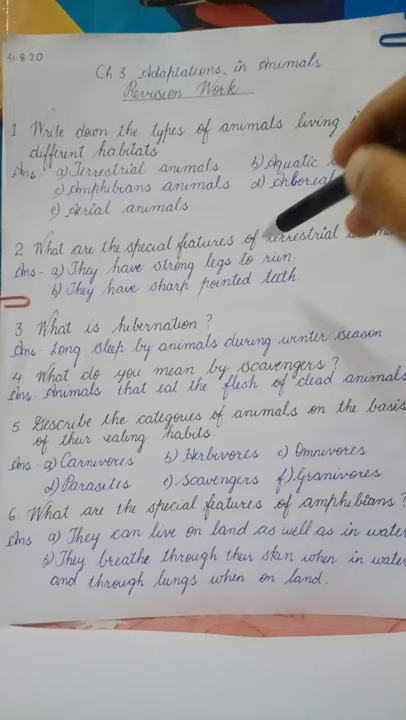 31-8-20
Ch 3 Adaptations in Animals
Revision Work
1 Write down the types of animals living
different habitats
Ans - a) Terrestrial animals b) Aquatic
c) Amphibians animals d) Arboreal
e) Aerial animals
2 What are the special features of terrestrial
Ans - a) They have strong legs to run.
b) They have sharp pointed teeth.
3 What is hibernation ?
Ans. Long sleep by animals during winter season
4 What do you mean by scavengers ?
Ans. Animals that eat the flesh of dead animals
5 Describe the categories of animals on the basis
of their eating habits.
Ans - a) Carnivores b) Herbivores c) Omnivores
d) Parasites e) Scavengers f) Granivores
6 What are the special features of amphibians ?
Ans a) They can live on land as well as in water
b) They breathe through their skin when in water
and through lungs when on land.